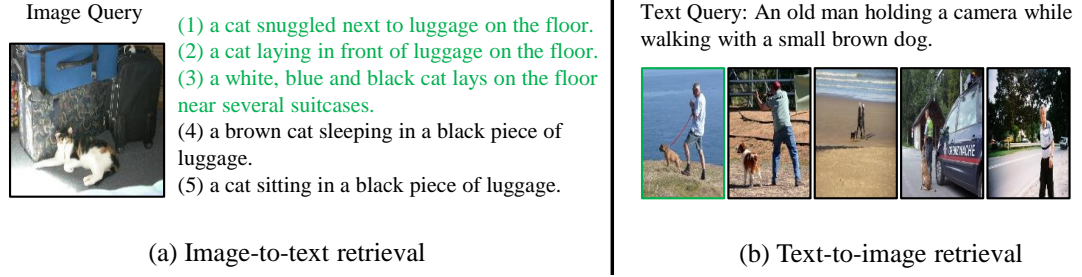 Image Query
(1) a cat snuggled next to luggage on the floor.
(2) a cat laying in front of luggage on the floor.
(3) a white, blue and black cat lays on the floor
near several suitcases.
(4) a brown cat sleeping in a black piece of
luggage.
(5) a cat sitting in a black piece of luggage.
(a) Image-to-text retrieval
Text Query: An old man holding a camera while
walking with a small brown dog.
(b) Text-to-image retrieval